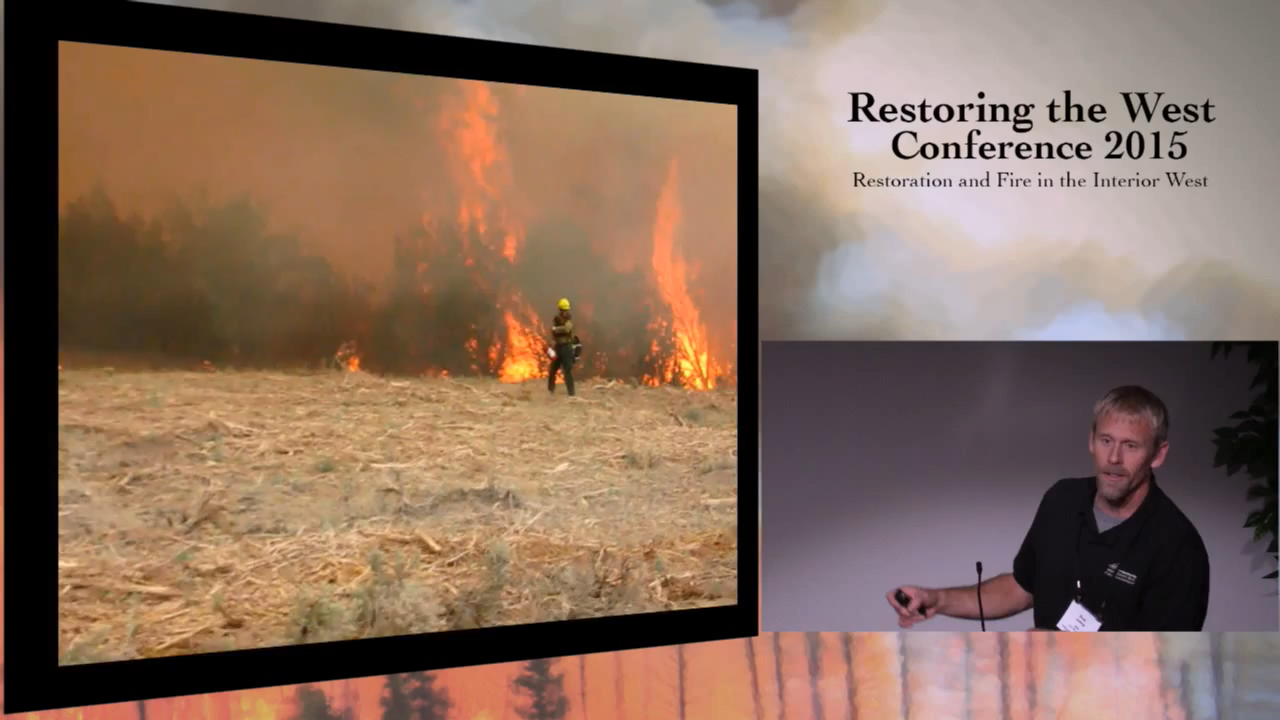 Restoring the West
Conference 2015
Restoration and Fire in the Interior West